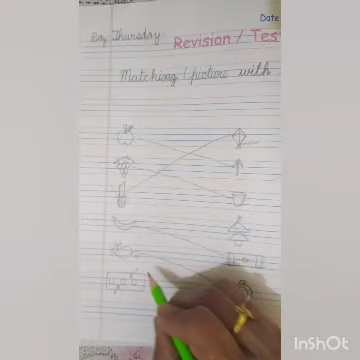 Date
Day Thursday.
Revision / Tes
Matching / picture with
InShOt